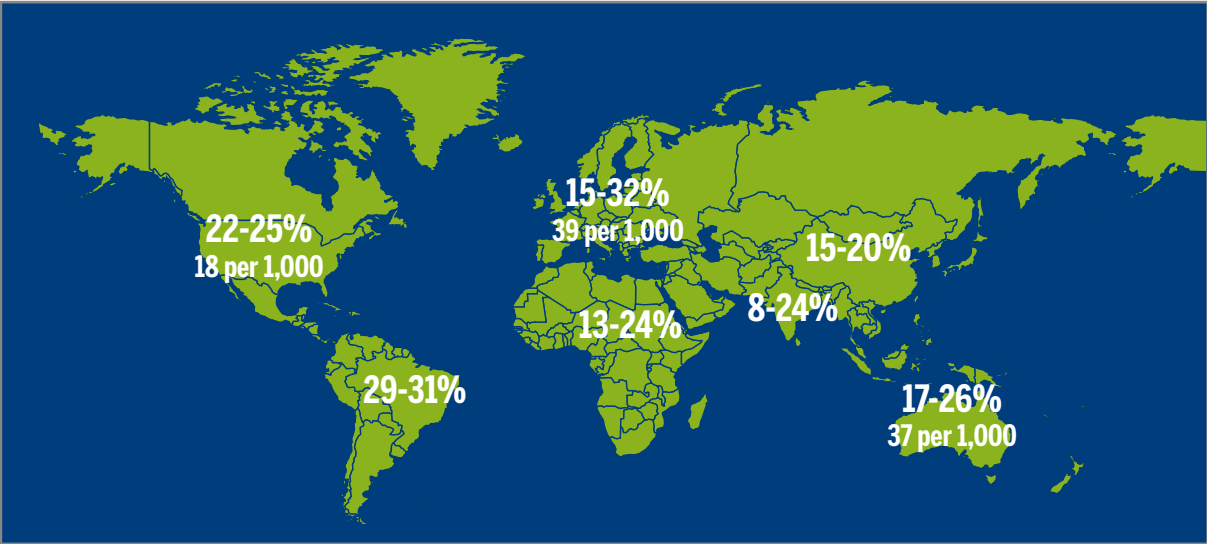 15-32%
39 per 1,000
22-25%
18 per 1,000
15-20%
8-24%
13-24%
29-31%
17-26%
37 per 1,000